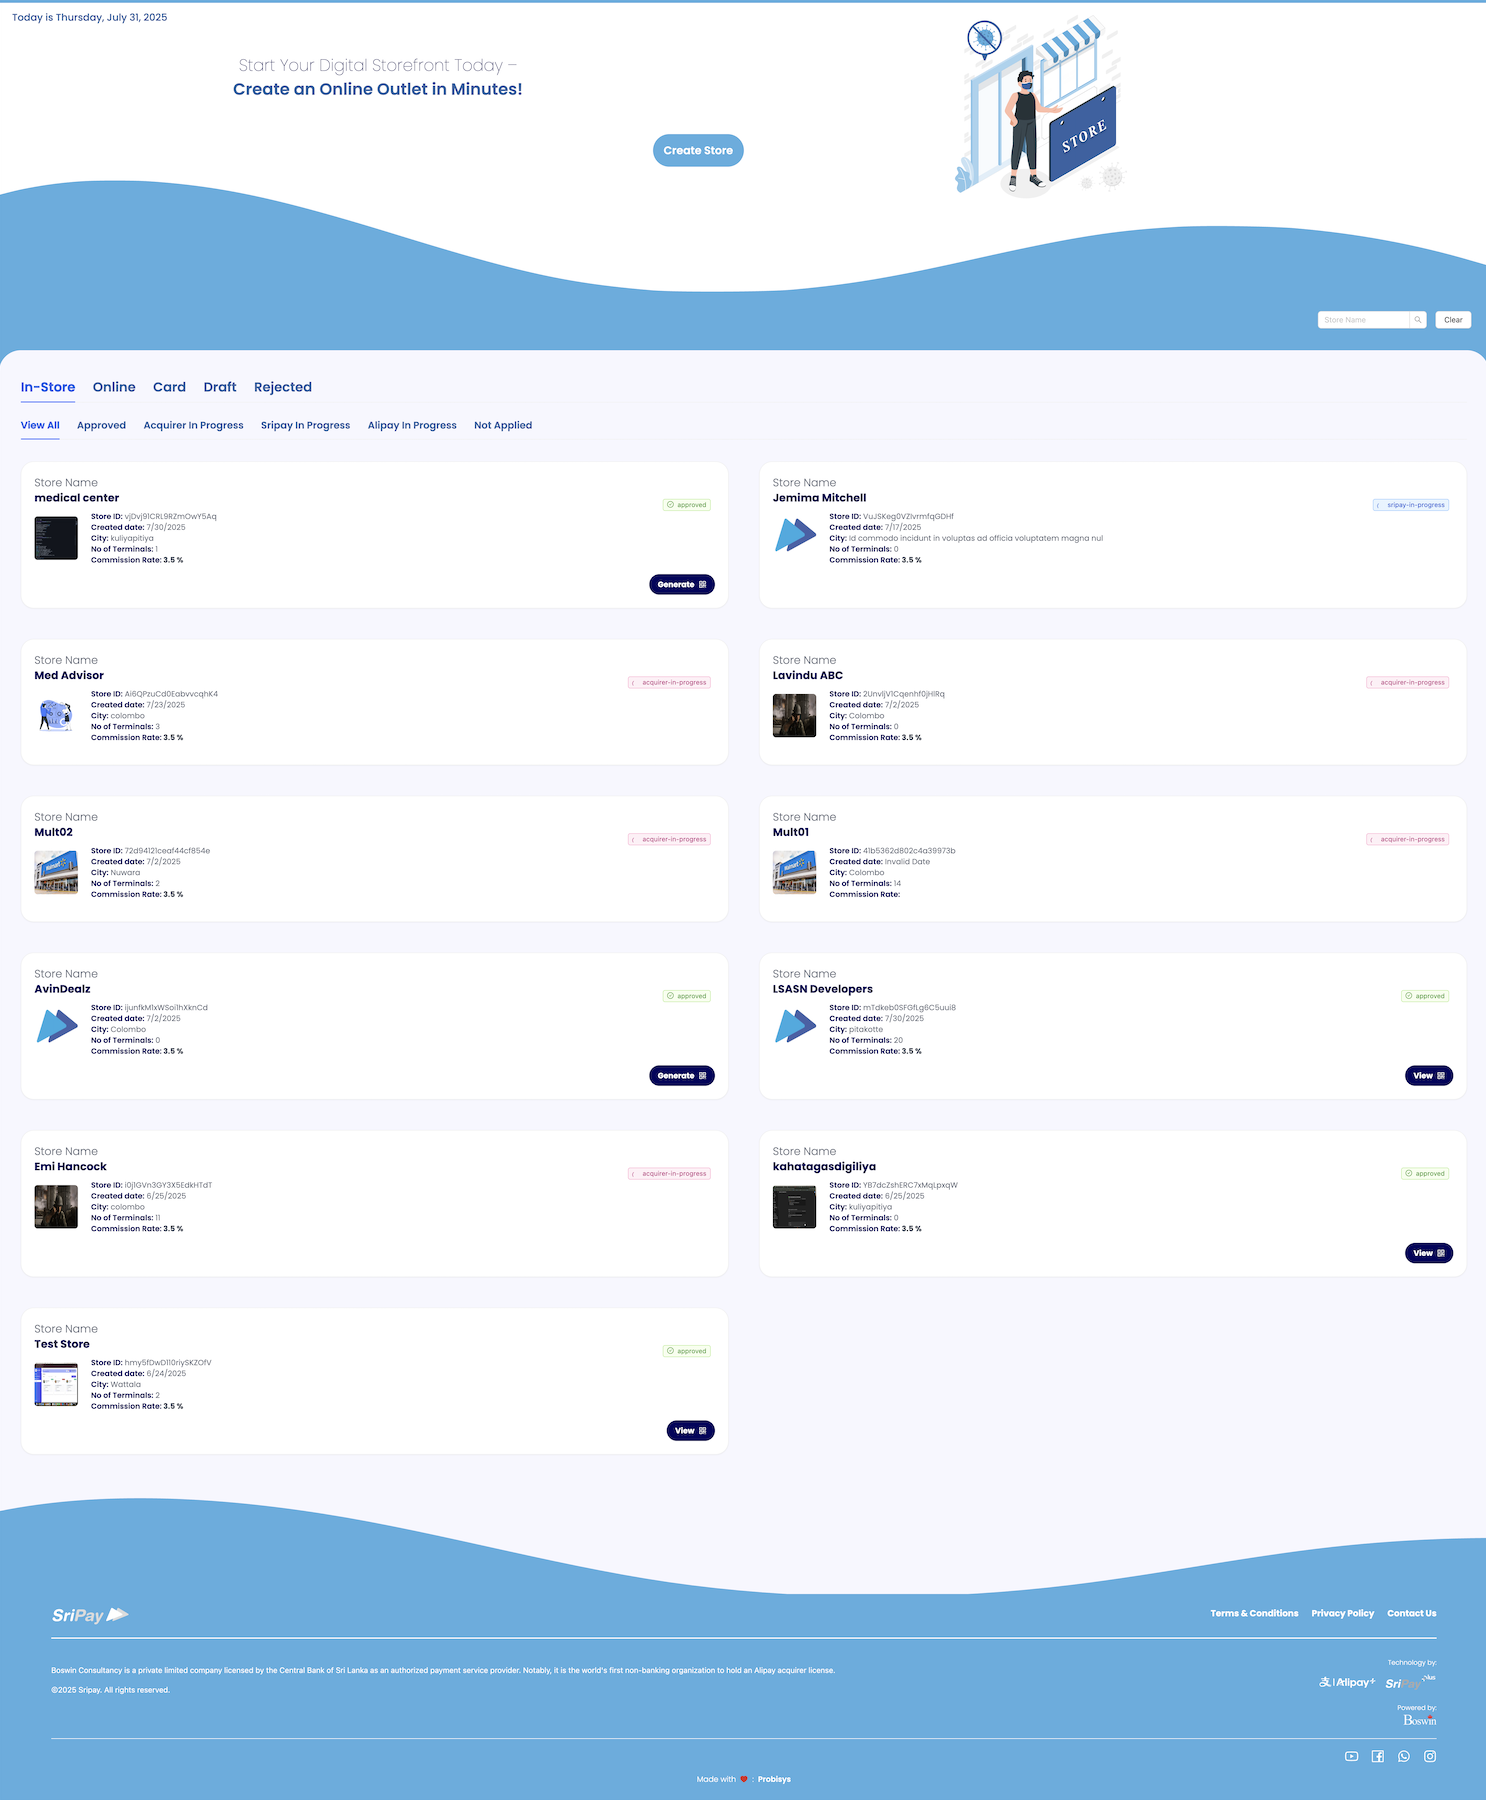 Today is Thursday, July 31, 2025
Start Your Digital Storefront Today –
Create an Online Outlet in Minutes!
Create Store
STORE
Store Name
Clear
In-Store Online Card Draft Rejected
View All Approved Acquirer In Progress Sripay In Progress Alipay In Progress Not Applied
Store Name
medical center
approved
Store ID: vjDvj91CRL9RZmOwY5Aq
Created date: 7/30/2025
City: kuliyapitiya
No of Terminals: 1
Commission Rate: 3.5 %
Generate
Store Name
Jemima Mitchell
sripay-in-progress
Store ID: VuJSKeg0VZIvrmfqGDHf
Created date: 7/17/2025
City: Id commodo incidunt in voluptas ad officia voluptatem magna nul
No of Terminals: 0
Commission Rate: 3.5 %
Store Name
Med Advisor
acquirer-in-progress
Store ID: Ai6QPzuCd0EabvvcqhK4
Created date: 7/23/2025
City: colombo
No of Terminals: 3
Commission Rate: 3.5 %
Store Name
Lavindu ABC
acquirer-in-progress
Store ID: 2UnvljV1Cqenhf0jHIRq
Created date: 7/2/2025
City: Colombo
No of Terminals: 0
Commission Rate: 3.5 %
Store Name
Mult02
acquirer-in-progress
Store ID: 72d94121ceaf44cf854e
Created date: 7/2/2025
City: Nuwara
No of Terminals: 2
Commission Rate: 3.5 %
Store Name
Mult01
acquirer-in-progress
Store ID: 41b5362d802c4a39973b
Created date: Invalid Date
City: Colombo
No of Terminals: 14
Commission Rate:
Store Name
AvinDealz
approved
Store ID: ijunfkM1xWSoi1hXknCd
Created date: 7/2/2025
City: Colombo
No of Terminals: 0
Commission Rate: 3.5 %
Generate
Store Name
LSASN Developers
approved
Store ID: mTdkeb0SFGfLg6C5uui8
Created date: 7/30/2025
City: pitakotte
No of Terminals: 20
Commission Rate: 3.5 %
View
Store Name
Emi Hancock
acquirer-in-progress
Store ID: i0j1GVn3GY3X5EdkHTdT
Created date: 6/25/2025
City: colombo
No of Terminals: 11
Commission Rate: 3.5 %
Store Name
kahatagasdigiliya
approved
Store ID: YB7dcZshERC7xMqLpxqW
Created date: 6/25/2025
City: kuliyapitiya
No of Terminals: 0
Commission Rate: 3.5 %
View
Store Name
Test Store
approved
Store ID: hmy5fDwD110riySKZOfV
Created date: 6/24/2025
City: Wattala
No of Terminals: 2
Commission Rate: 3.5 %
View
SriPay
Terms & Conditions Privacy Policy Contact Us
Boswin Consultancy is a private limited company licensed by the Central Bank of Sri Lanka as an authorized payment service provider. Notably, it is the world's first non-banking organization to hold an Alipay acquirer license.
©2025 Sripay. All rights reserved.
Technology by:
支 | Alipay+ SriPay Plus
Powered by:
Boswin
Made with ❤ : Probisys